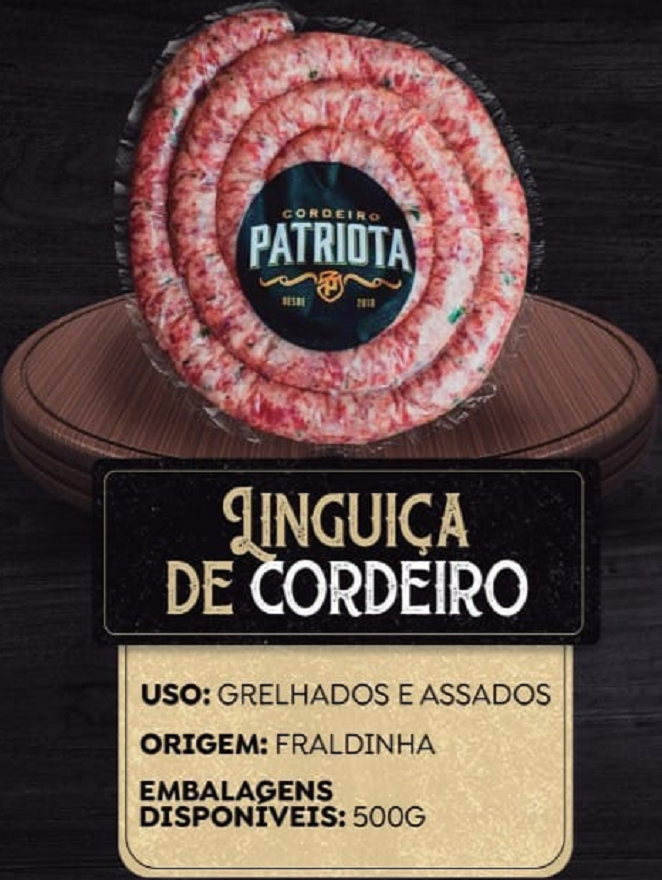 CORDEIRO
PATRIOTA
DESDE 2018
LINGUIÇA
DE CORDEIRO
USO: GRELHADOS E ASSADOS
ORIGEM: FRALDINHA
EMBALAGENS
DISPONÍVEIS: 500G